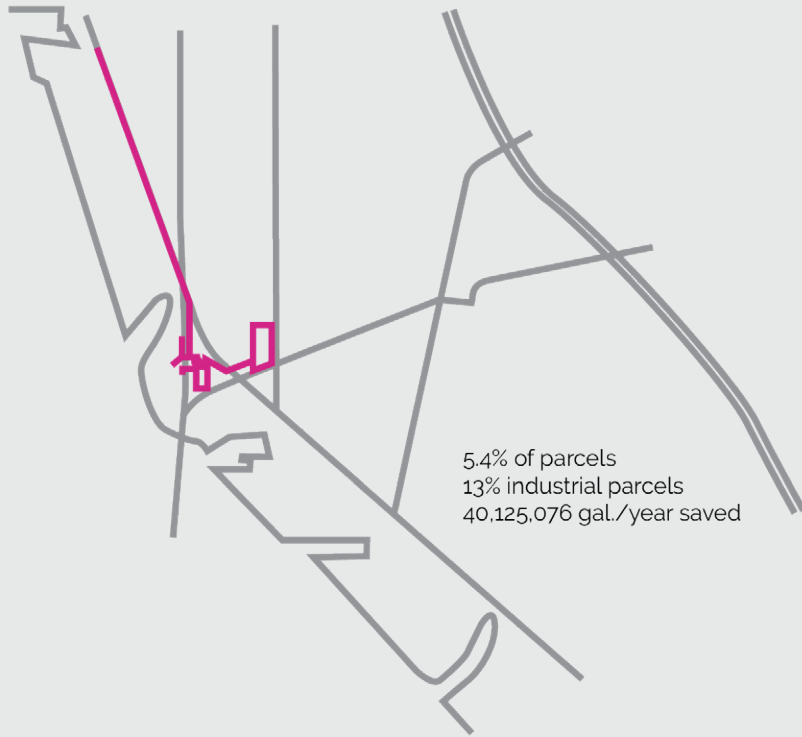 5.4% of parcels
13% industrial parcels
40,125,076 gal./year saved